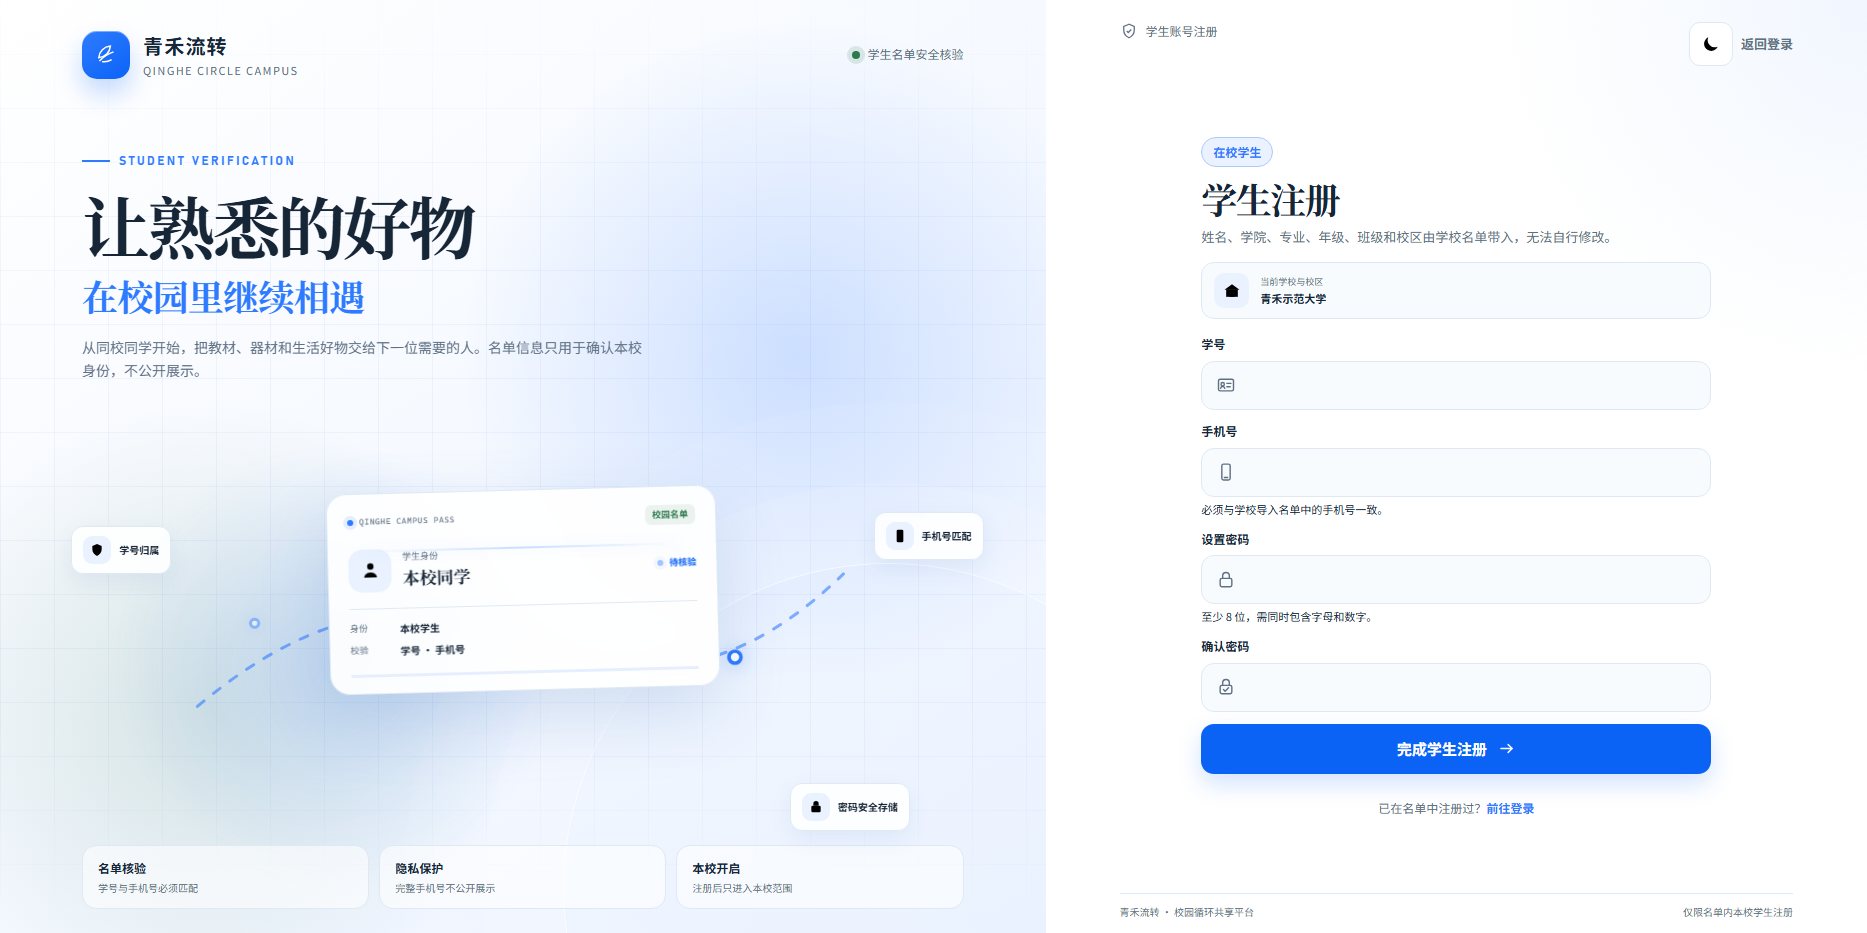 青禾流转
QINGHE CIRCLE CAMPUS
学生名单安全核验
STUDENT VERIFICATION
让熟悉的好物
在校园里继续相遇
从同校同学开始，把教材、器材和生活好物交给下一位需要的人。名单信息只用于确认本校
身份，不公开展示。
学号归属
QINGHE CAMPUS PASS
校园名单
学生身份
本校同学
待核验
身份 本校学生
校验 学号 · 手机号
手机号匹配
密码安全存储
名单核验
学号与手机号必须匹配
隐私保护
完整手机号不公开展示
本校开启
注册后只进入本校范围
学生账号注册
返回登录
在校学生
学生注册
姓名、学院、专业、年级、班级和校区由学校名单带入，无法自行修改。
当前学校与校区
青禾示范大学
学号
手机号
必须与学校导入名单中的手机号一致。
设置密码
至少 8 位，需同时包含字母和数字。
确认密码
完成学生注册 →
已在名单中注册过？ 前往登录
青禾流转 · 校园循环共享平台
仅限名单内本校学生注册